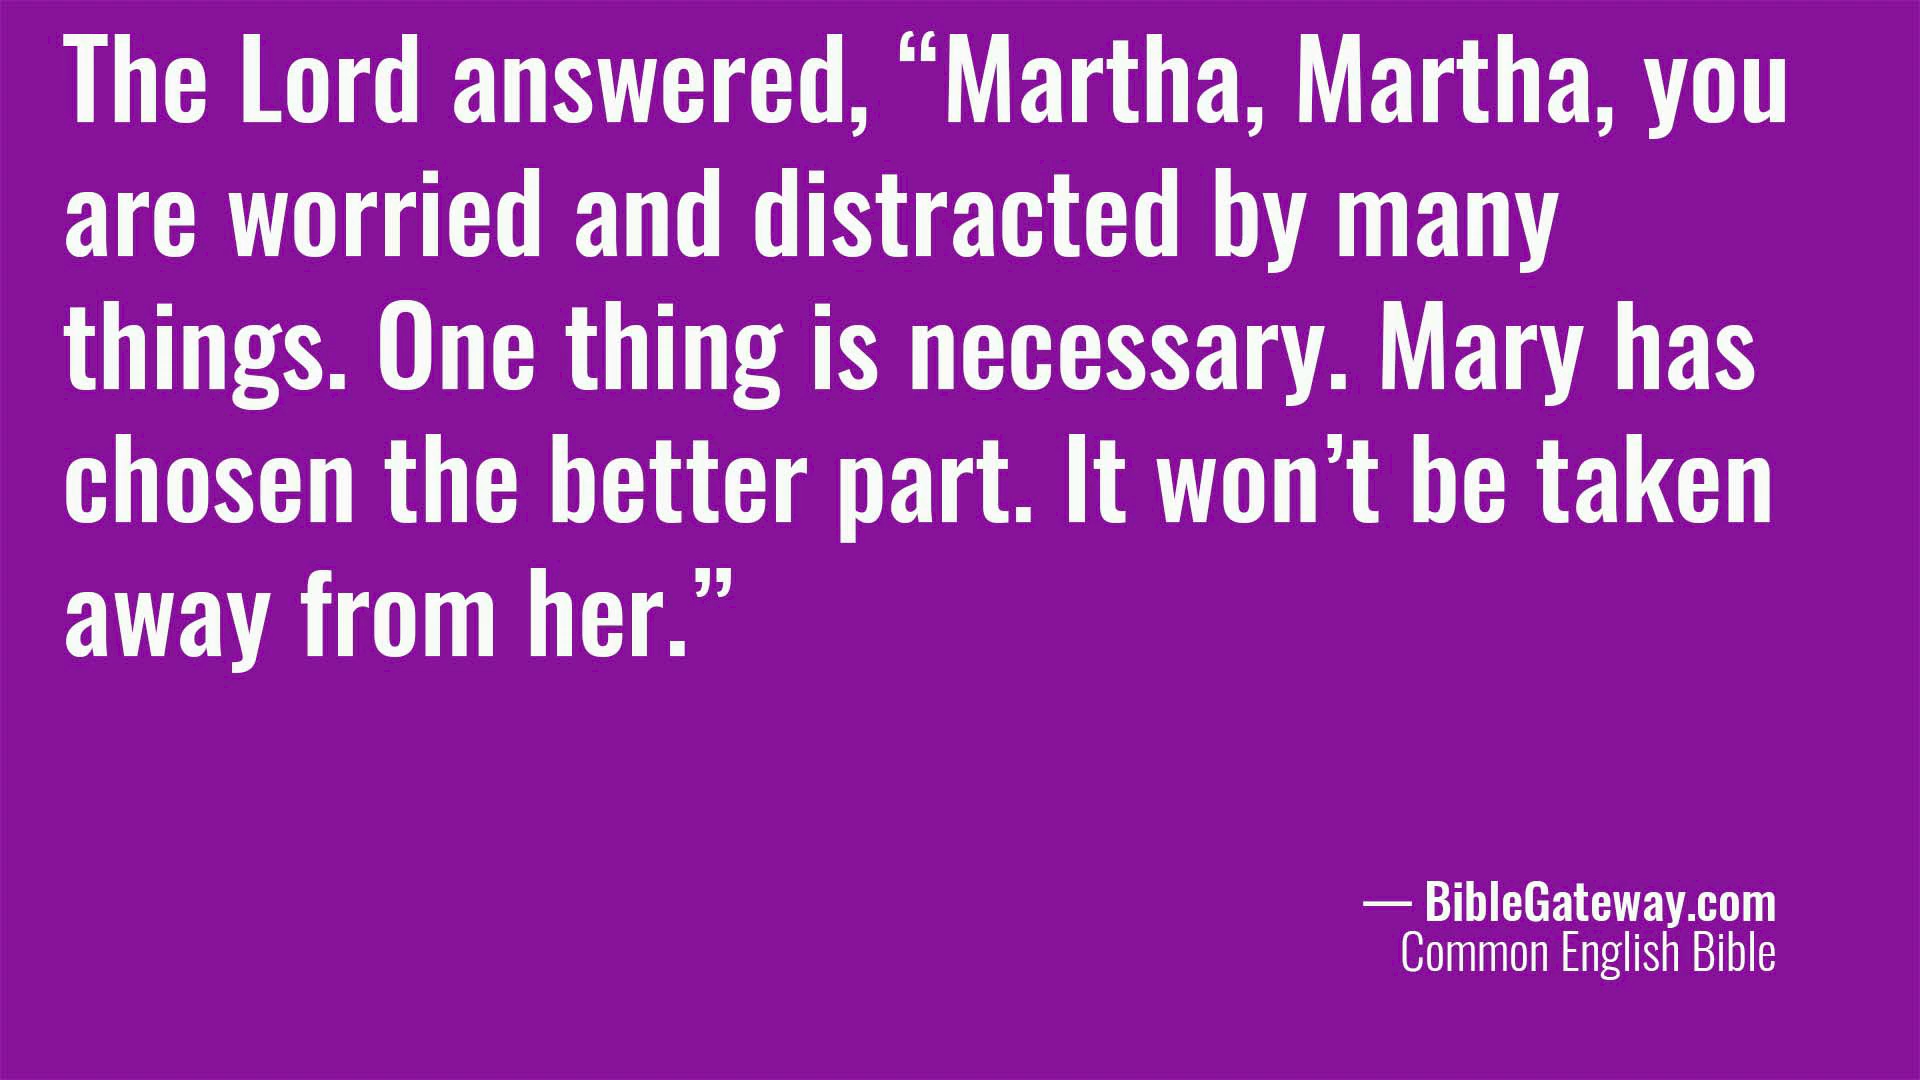 The Lord answered, “Martha, Martha, you
are worried and distracted by many
things. One thing is necessary. Mary has
chosen the better part. It won’t be taken
away from her.”
— BibleGateway.com
Common English Bible